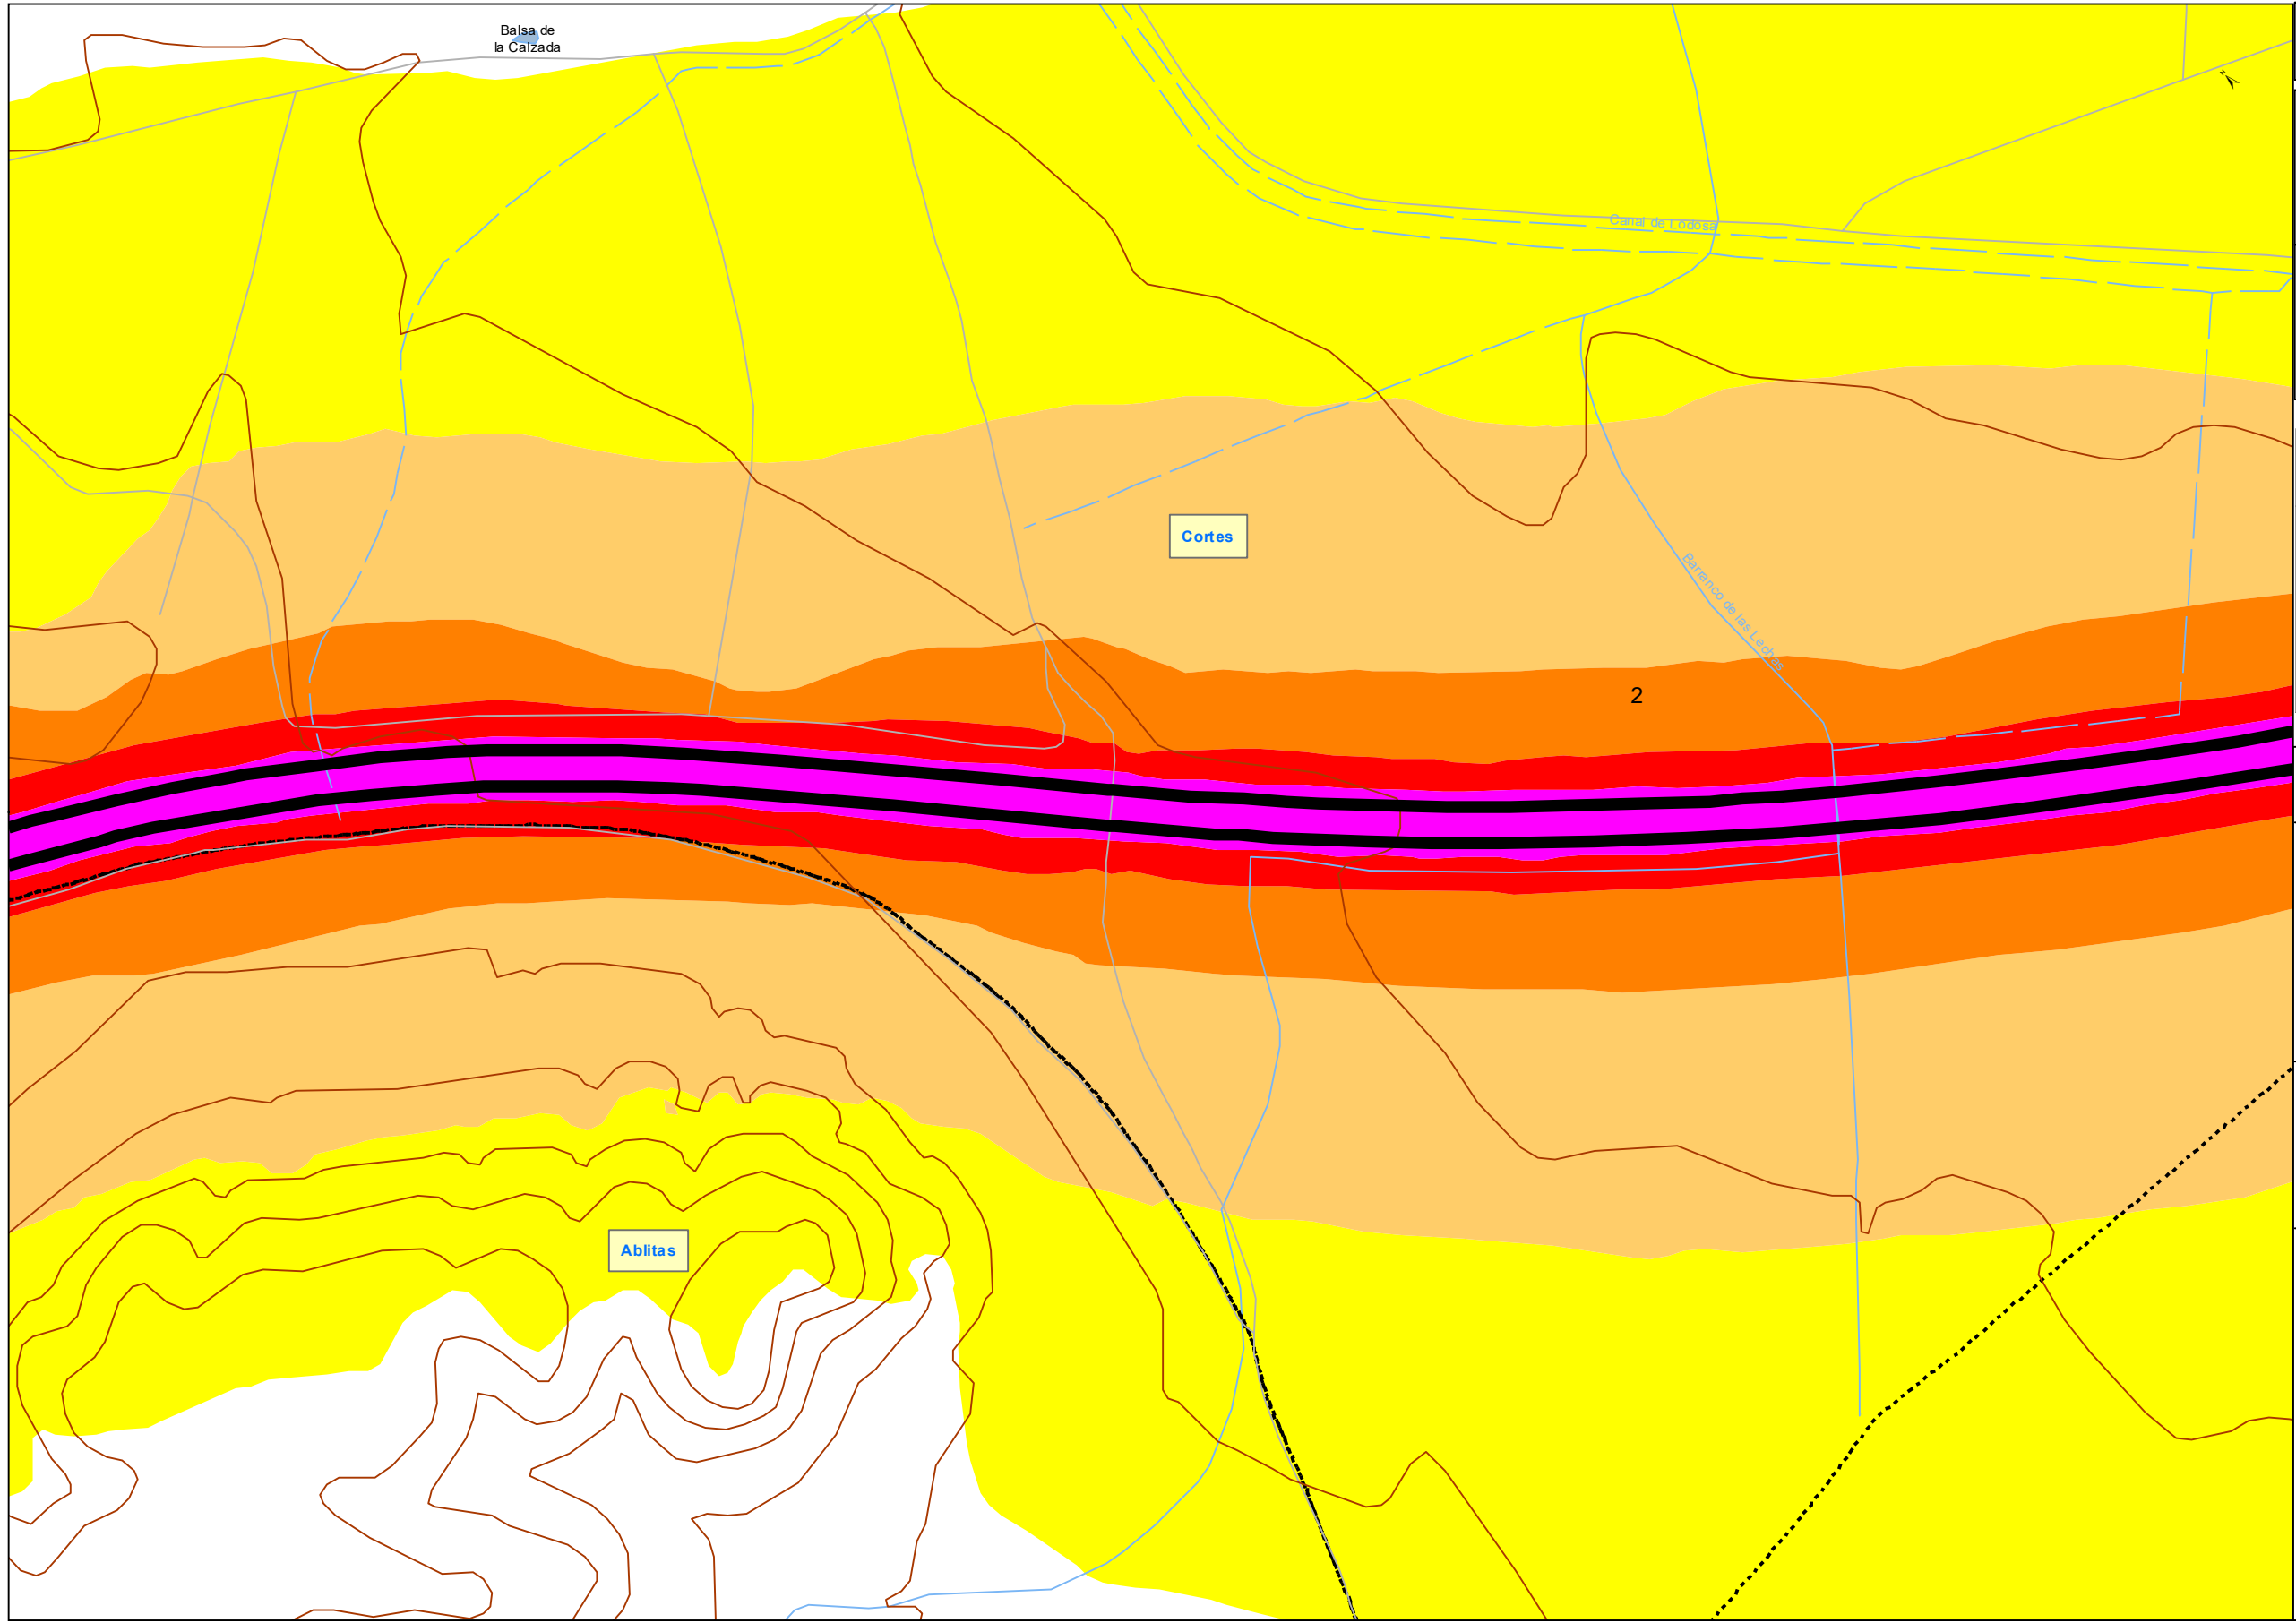 Balsa de
la Calzada
Canal de Lodosa
Cortes
Barranco de las Lechas
2
Ablitas